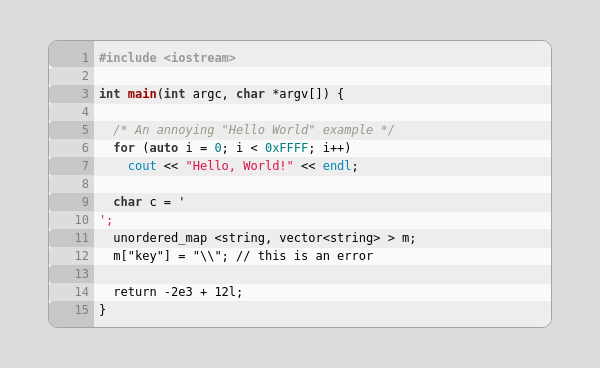 1 #include <iostream>
2
3 int main(int argc, char *argv[]) {
4
5   /* An annoying "Hello World" example */
6   for (auto i = 0; i < 0xFFFF; i++)
7     cout << "Hello, World!" << endl;
8
9   char c = '
10 ';
11   unordered_map <string, vector<string> > m;
12   m["key"] = "\\"; // this is an error
13
14   return -2e3 + 12l;
15 }